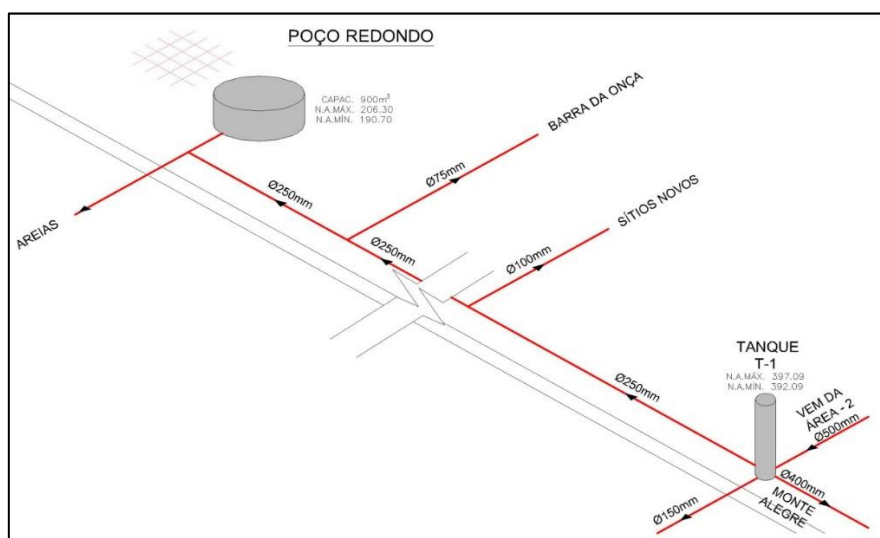 POÇO REDONDO
CAPAC. 900m³
N.A.MÁX. 206.30
N.A.MÍN. 190.70
BARRA DA ONÇA
Ø75mm
Ø250mm
AREIAS
SÍTIOS NOVOS
Ø250mm
Ø100mm
TANQUE
T-1
N.A.MÁX. 397.09
N.A.MÍN. 392.09
Ø250mm
VEM DA
ÁREA - 2
Ø500mm
Ø400mm
MONTE
ALEGRE
Ø150mm